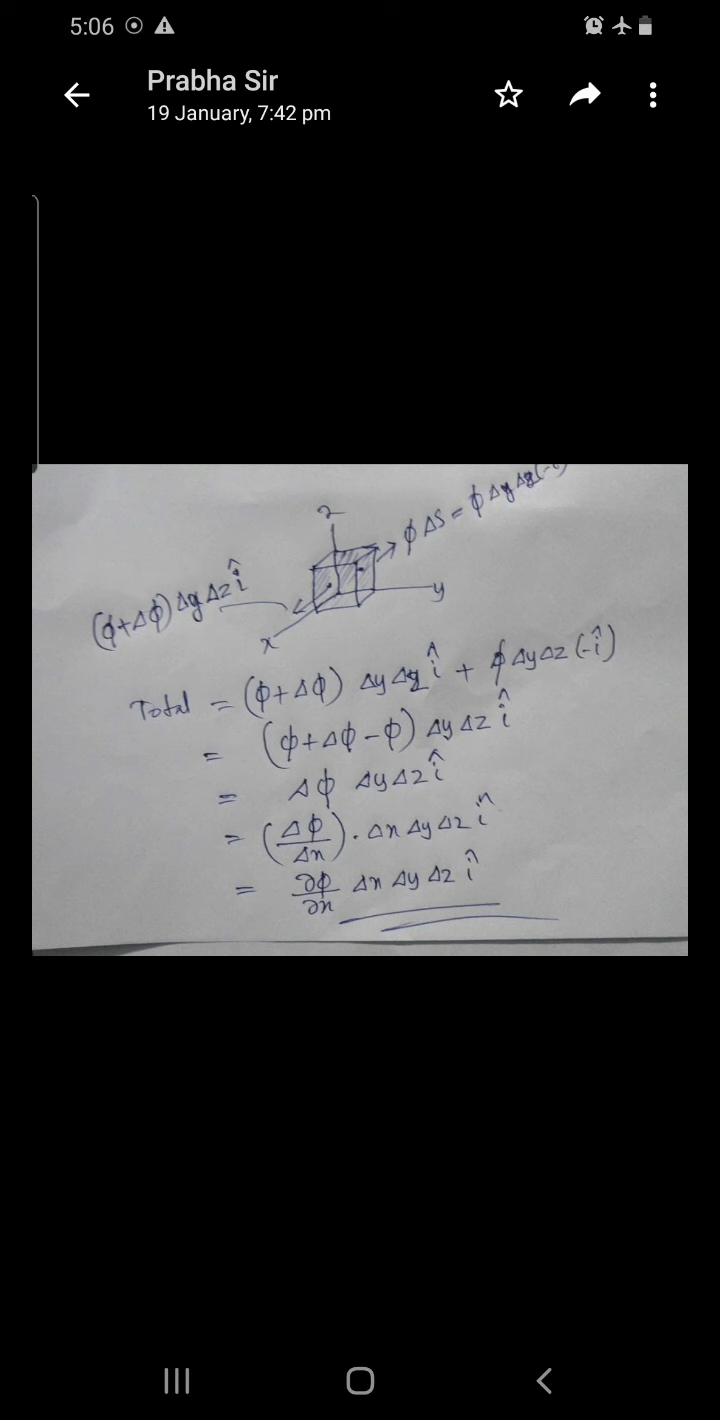 5:06
Prabha Sir
19 January, 7:42 pm
ϕ ΔS = ϕ Δy Δz(-î)
z
(ϕ+Δϕ) Δy Δz î
y
x
Total = (ϕ+Δϕ) Δy Δz î + ϕ Δy Δz (-î)
= (ϕ+Δϕ-ϕ) Δy Δz î
= Δϕ Δy Δz î
= (Δϕ/Δx) . Δx Δy Δz î
= ∂ϕ/∂x Δx Δy Δz î